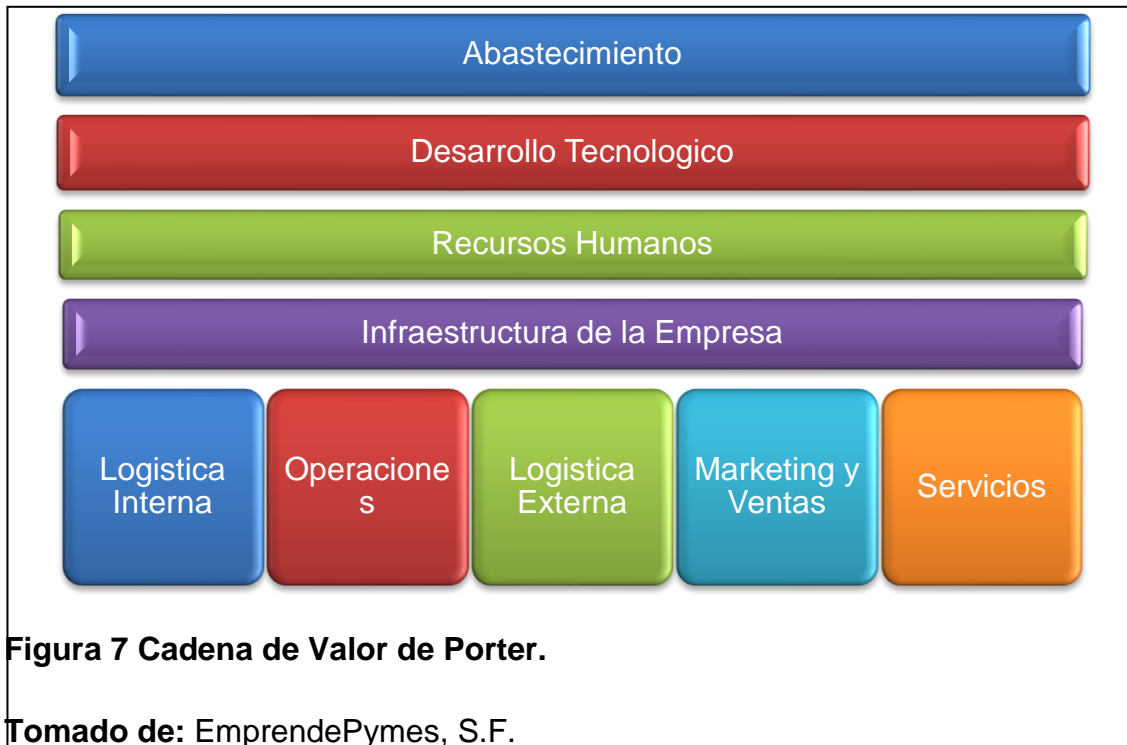 Abastecimiento
Desarrollo Tecnologico
Recursos Humanos
Infraestructura de la Empresa
Logistica
Interna
Operacione
s
Logistica
Externa
Marketing y
Ventas
Servicios
Figura 7 Cadena de Valor de Porter.
Tomado de: EmprendePymes, S.F.